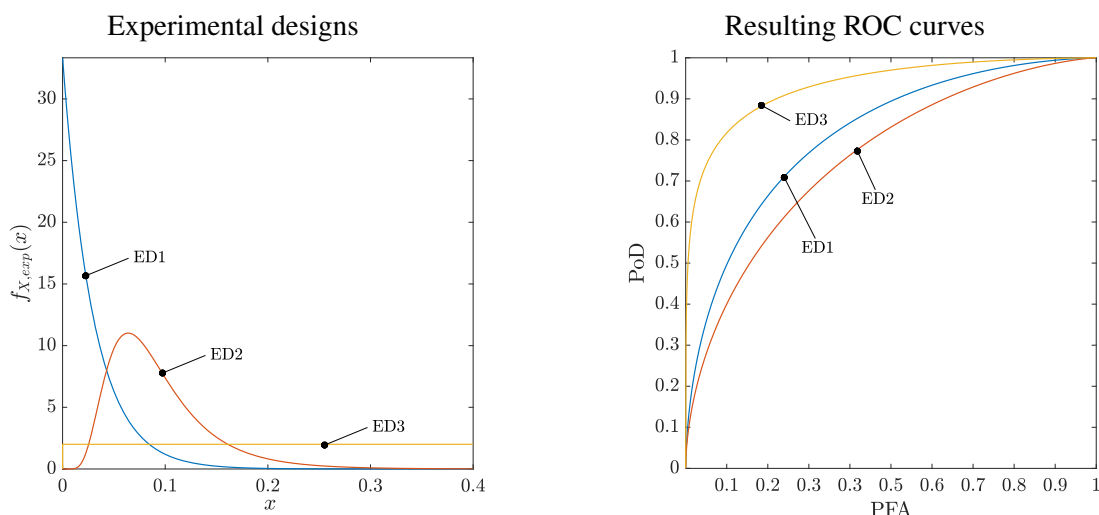 Experimental designs
30
25
20
15
10
5
0
f_{X,exp}(x)
ED1
ED2
ED3
0 0.1 0.2 0.3 0.4
x
Resulting ROC curves
1
0.9
0.8
0.7
0.6
0.5
0.4
0.3
0.2
0.1
0
PoD
ED3
ED2
ED1
0.1 0.2 0.3 0.4 0.5 0.6 0.7 0.8 0.9 1
PFA